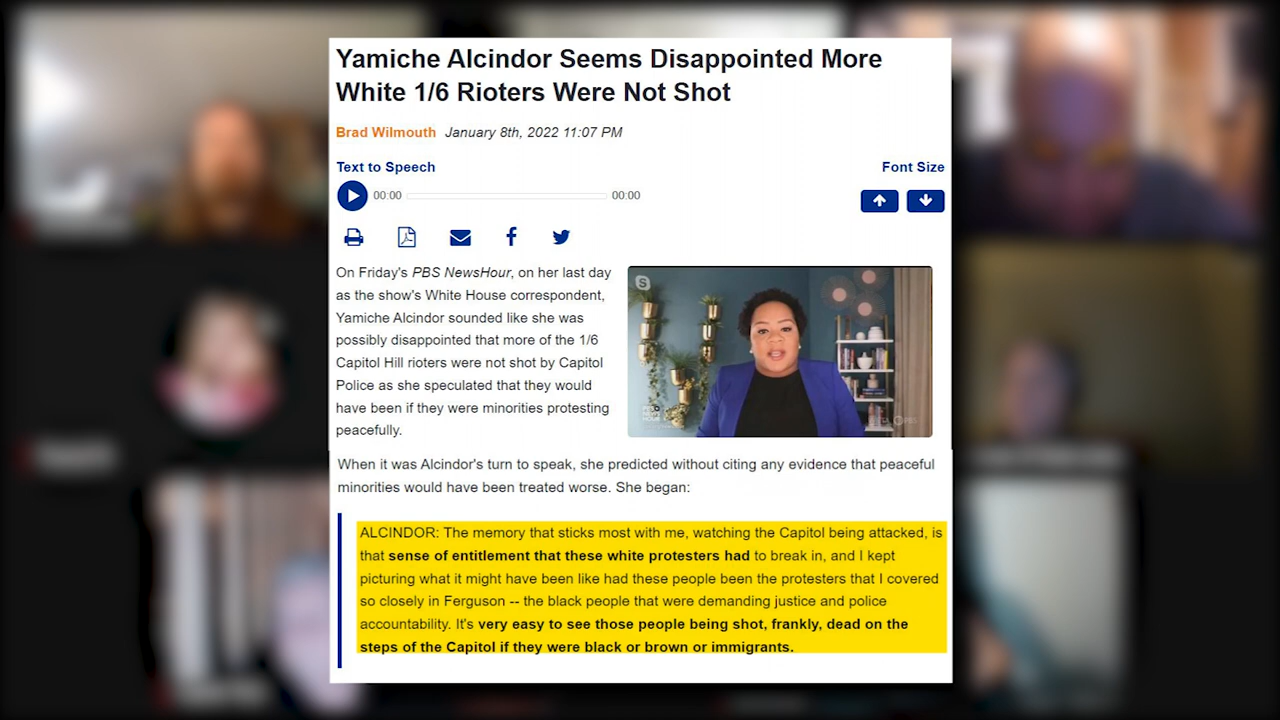 Yamiche Alcindor Seems Disappointed More
White 1/6 Rioters Were Not Shot
Brad Wilmouth January 8th, 2022 11:07 PM
Text to Speech
Font Size
00:00
00:00
On Friday's PBS NewsHour, on her last day
as the show's White House correspondent,
Yamiche Alcindor sounded like she was
possibly disappointed that more of the 1/6
Capitol Hill rioters were not shot by Capitol
Police as she speculated that they would
have been if they were minorities protesting
peacefully.
When it was Alcindor's turn to speak, she predicted without citing any evidence that peaceful
minorities would have been treated worse. She began:
ALCINDOR: The memory that sticks most with me, watching the Capitol being attacked, is
that sense of entitlement that these white protesters had to break in, and I kept
picturing what it might have been like had these people been the protesters that I covered
so closely in Ferguson -- the black people that were demanding justice and police
accountability. It's very easy to see those people being shot, frankly, dead on the
steps of the Capitol if they were black or brown or immigrants.